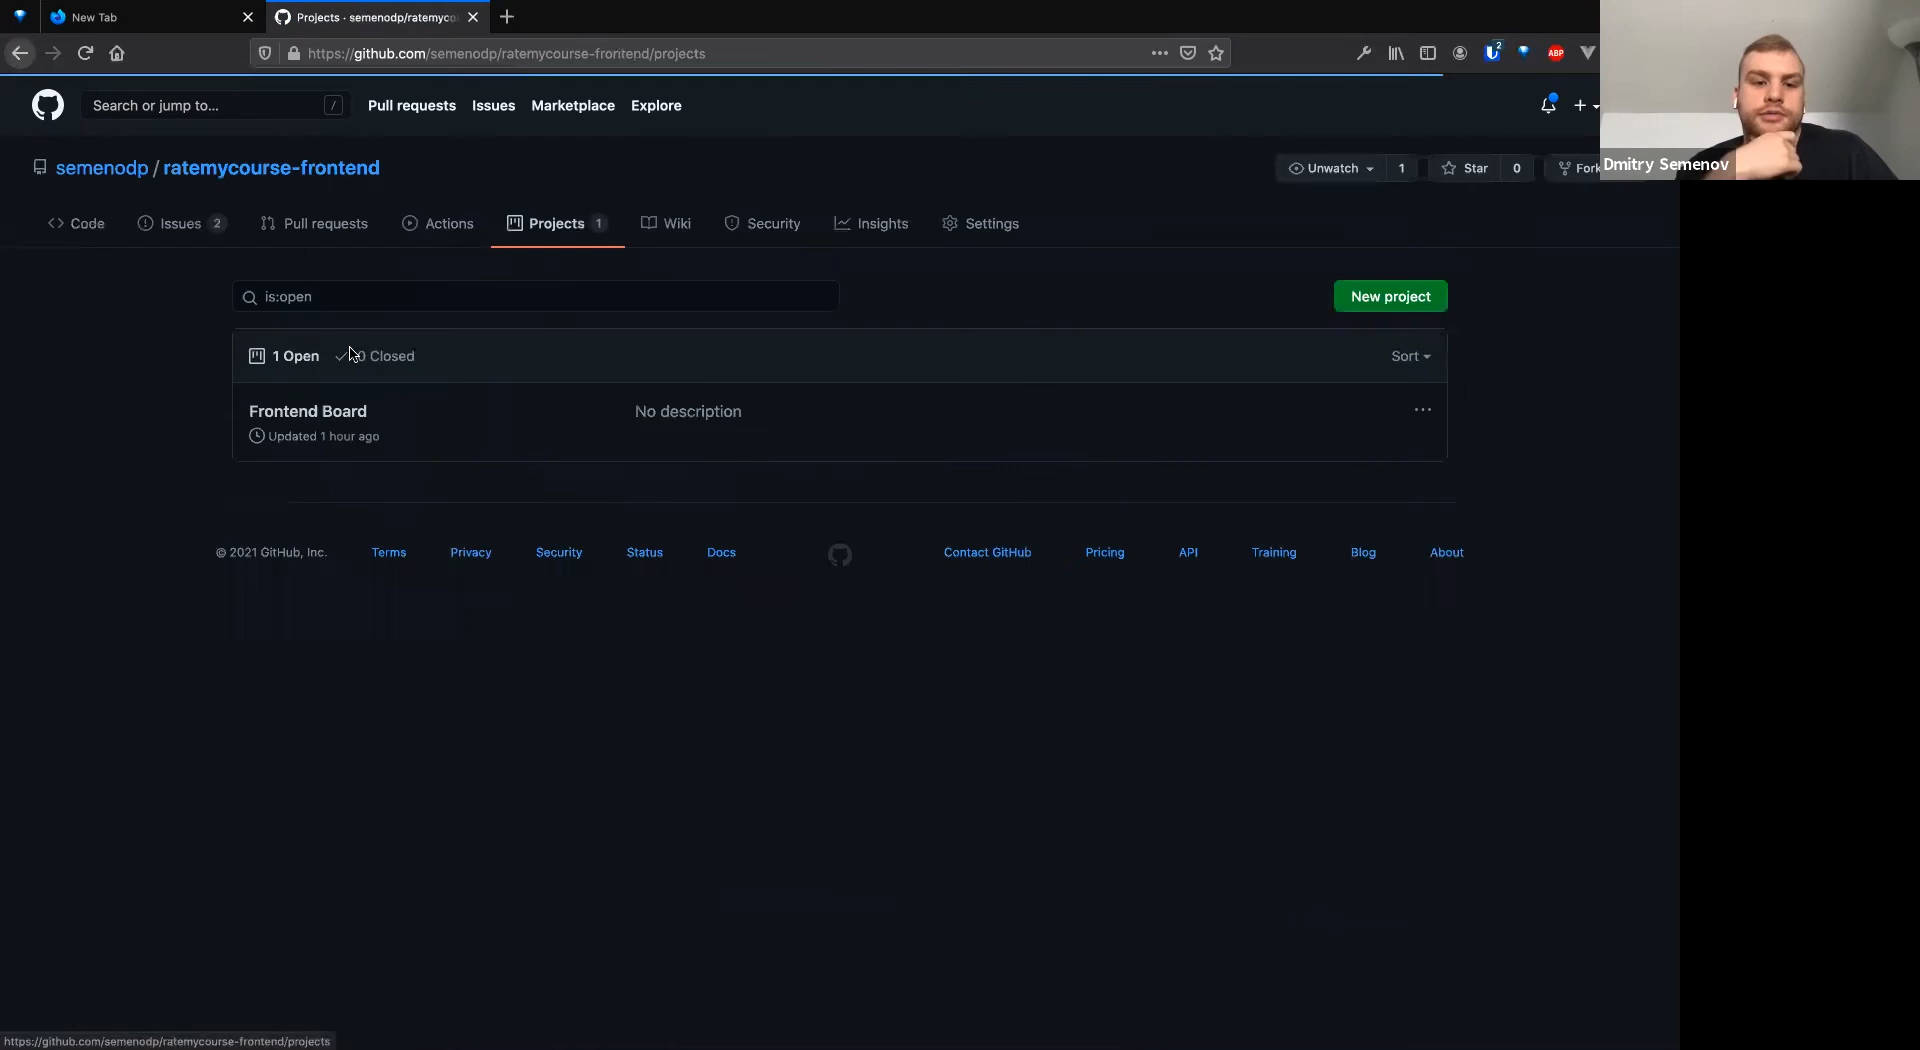 New Tab
Projects · semenodp/ratemyco
https://github.com/semenodp/ratemycourse-frontend/projects
2
ABP
Search or jump to... /
Pull requests Issues Marketplace Explore
+
Dmitry Semenov
semenodp / ratemycourse-frontend
Unwatch 1 Star 0 Fork
Code Issues 2 Pull requests Actions Projects 1 Wiki Security Insights Settings
is:open
New project
1 Open 0 Closed Sort
Frontend Board No description
Updated 1 hour ago
© 2021 GitHub, Inc. Terms Privacy Security Status Docs Contact GitHub Pricing API Training Blog About
https://github.com/semenodp/ratemycourse-frontend/projects